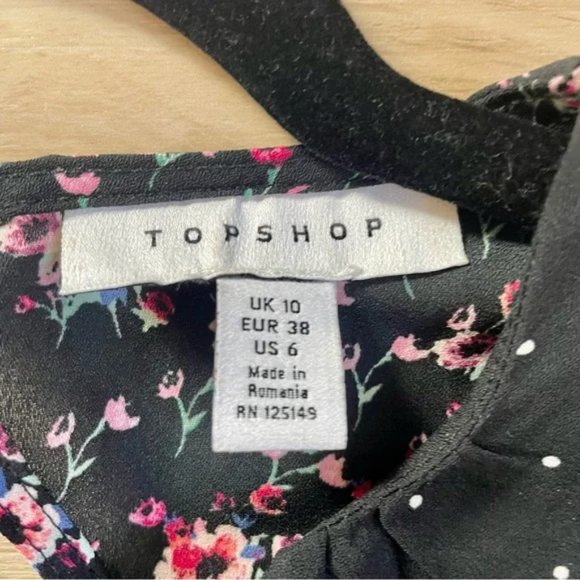 TOPSHOP
UK 10
EUR 38
US 6
Made in
Romania
RN 125149